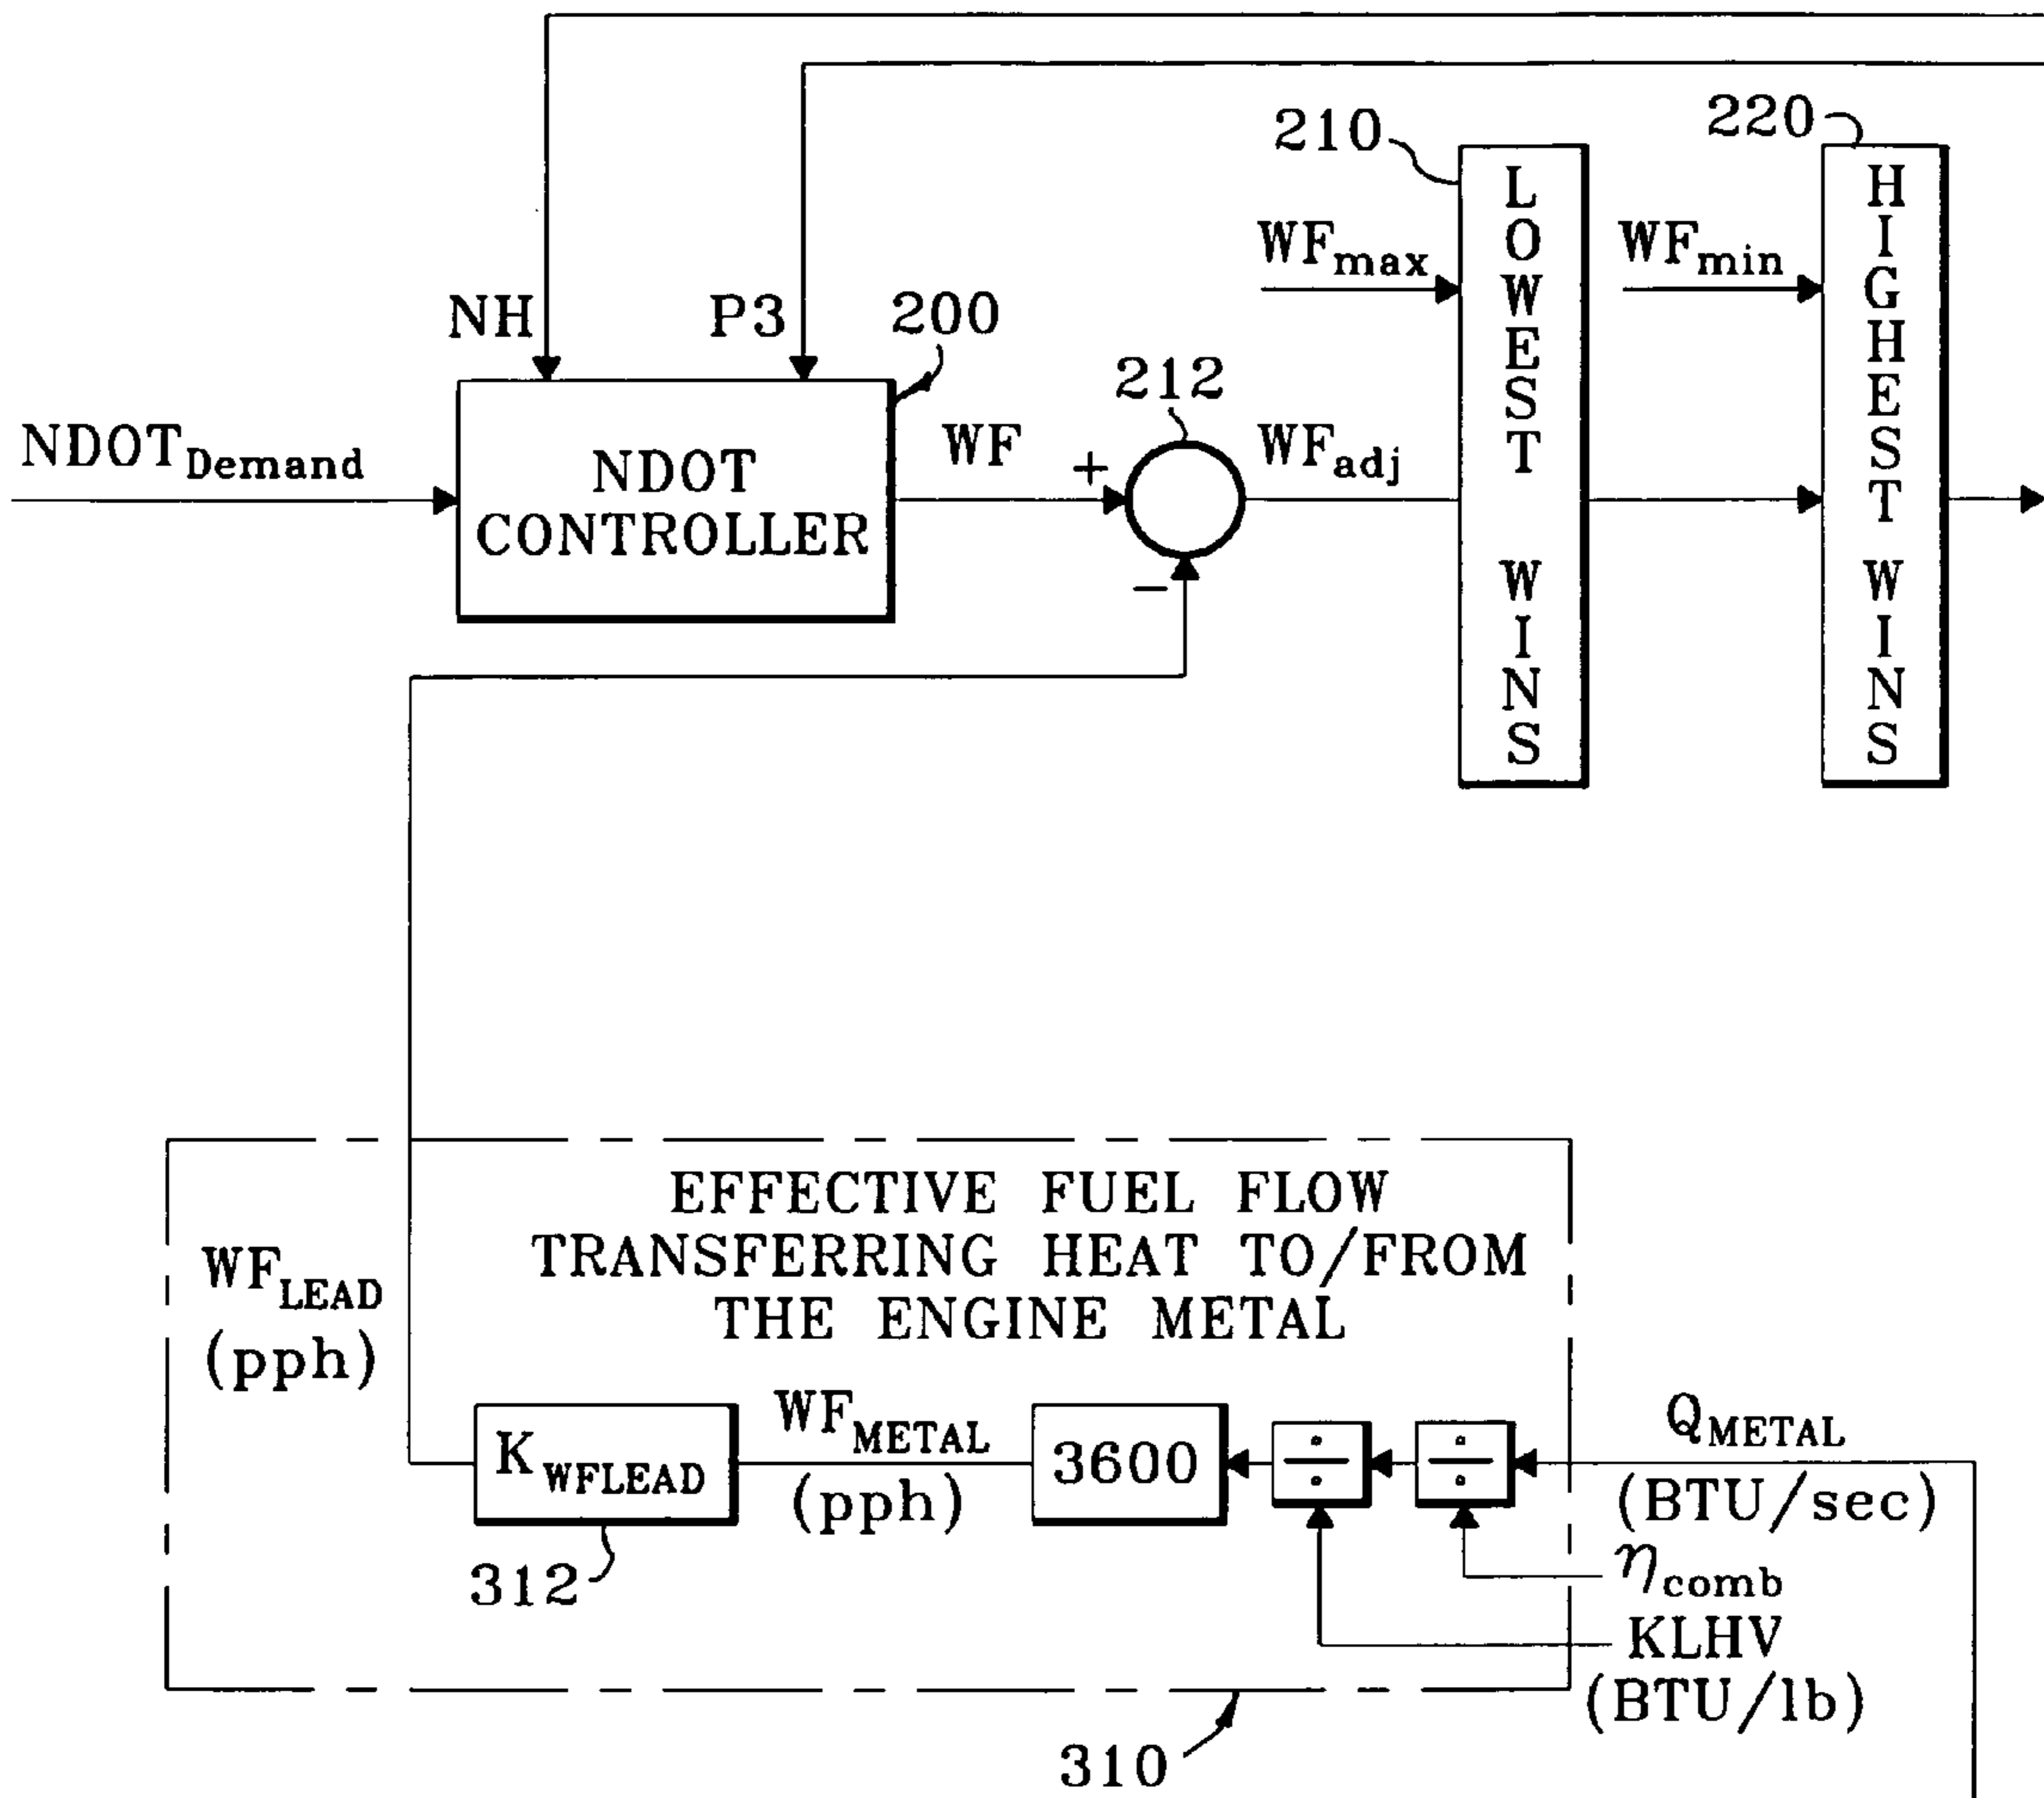 220
210
L O W E S T W I N S
H I G H E S T W I N S
WFmax
WFmin
NH
P3
200
212
NDOTDemand
NDOT
CONTROLLER
WF
+
−
WFadj
EFFECTIVE FUEL FLOW
TRANSFERRING HEAT TO/FROM
THE ENGINE METAL
WFLEAD
(pph)
KWFLEAD
312
WFMETAL
(pph)
3600
÷
÷
QMETAL
(BTU/sec)
ηcomb
KLHV
(BTU/lb)
310